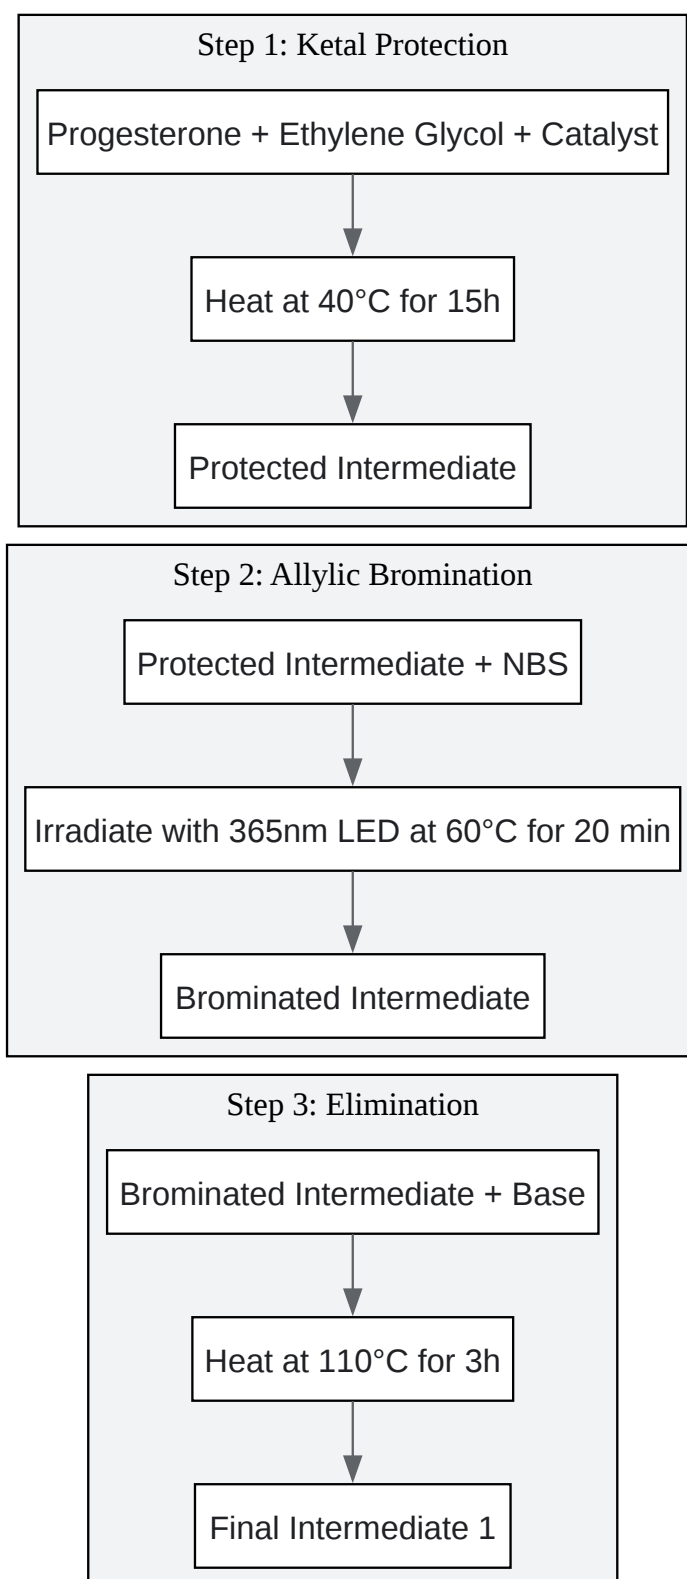 Step 1: Ketal Protection
Progesterone + Ethylene Glycol + Catalyst
Heat at 40°C for 15h
Protected Intermediate
Step 2: Allylic Bromination
Protected Intermediate + NBS
Irradiate with 365nm LED at 60°C for 20 min
Brominated Intermediate
Step 3: Elimination
Brominated Intermediate + Base
Heat at 110°C for 3h
Final Intermediate 1